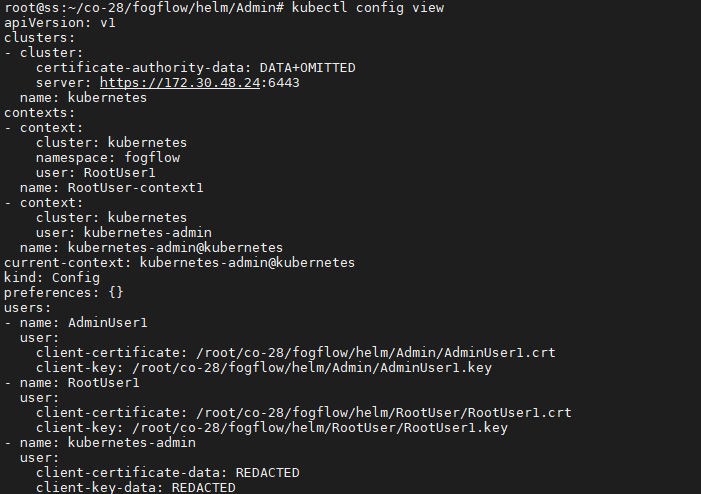 root@ss:~/co-28/fogflow/helm/Admin# kubectl config view
apiVersion: v1
clusters:
- cluster:
    certificate-authority-data: DATA+OMITTED
    server: https://172.30.48.24:6443
  name: kubernetes
contexts:
- context:
    cluster: kubernetes
    namespace: fogflow
    user: RootUser1
  name: RootUser-context1
- context:
    cluster: kubernetes
    user: kubernetes-admin
  name: kubernetes-admin@kubernetes
current-context: kubernetes-admin@kubernetes
kind: Config
preferences: {}
users:
- name: AdminUser1
  user:
    client-certificate: /root/co-28/fogflow/helm/Admin/AdminUser1.crt
    client-key: /root/co-28/fogflow/helm/Admin/AdminUser1.key
- name: RootUser1
  user:
    client-certificate: /root/co-28/fogflow/helm/RootUser/RootUser1.crt
    client-key: /root/co-28/fogflow/helm/RootUser/RootUser1.key
- name: kubernetes-admin
  user:
    client-certificate-data: REDACTED
    client-key-data: REDACTED